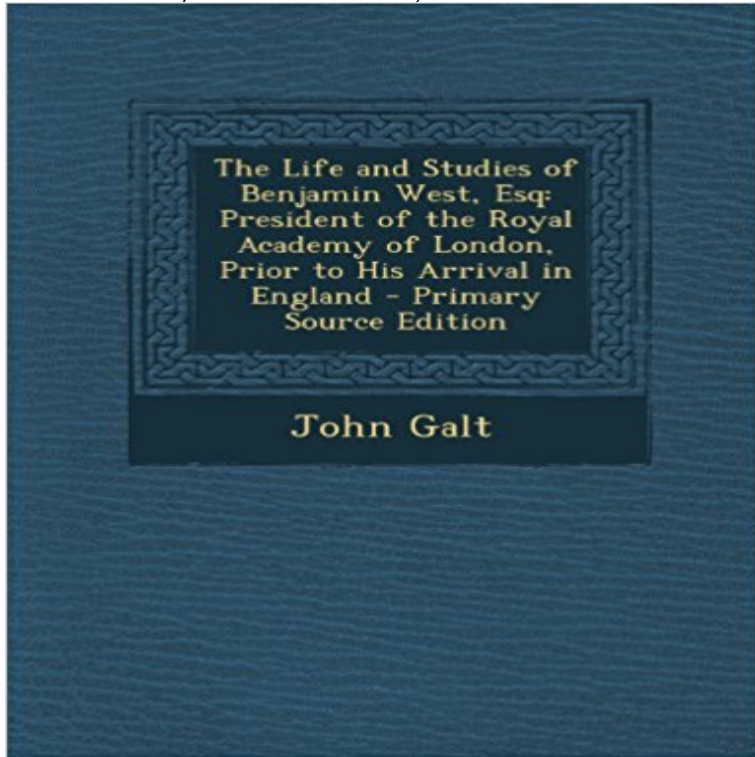 The Life and Studies of
Benjamin West, Esq:
President of the Royal
Academy of London,
Prior to His Arrival in
England - Primary
Source Edition
John Galt